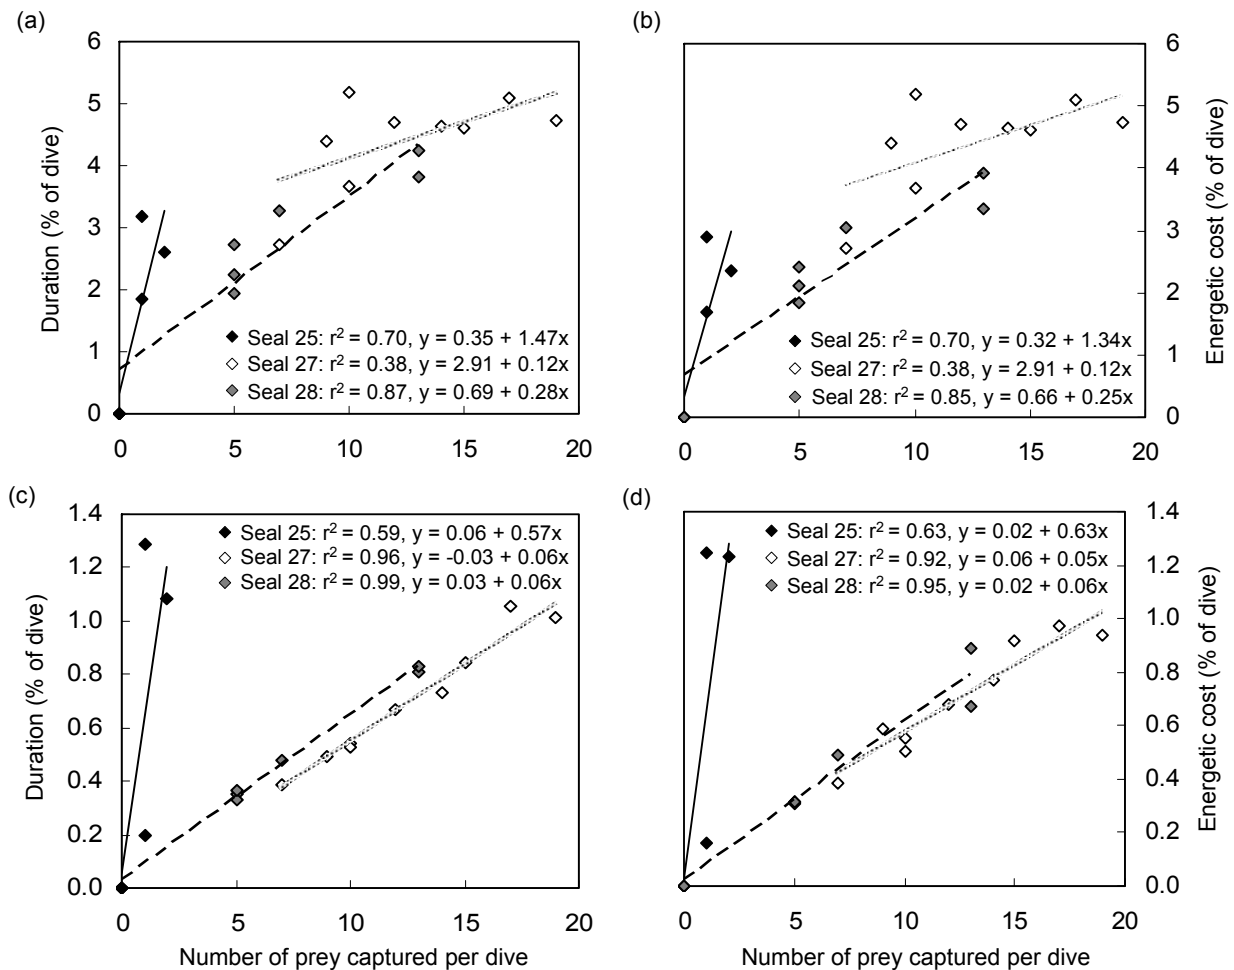 (a)
(b)
6
5
4
3
2
1
0
Duration (% of dive)
Seal 25: r² = 0.70, y = 0.35 + 1.47x
Seal 27: r² = 0.38, y = 2.91 + 0.12x
Seal 28: r² = 0.87, y = 0.69 + 0.28x
0 5 10 15 20
Seal 25: r² = 0.70, y = 0.32 + 1.34x
Seal 27: r² = 0.38, y = 2.91 + 0.12x
Seal 28: r² = 0.85, y = 0.66 + 0.25x
0 5 10 15 20
6
5
4
3
2
1
0
Energetic cost (% of dive)
(c)
(d)
1.4
1.2
1.0
0.8
0.6
0.4
0.2
0.0
Duration (% of dive)
Seal 25: r² = 0.59, y = 0.06 + 0.57x
Seal 27: r² = 0.96, y = -0.03 + 0.06x
Seal 28: r² = 0.99, y = 0.03 + 0.06x
0 5 10 15 20
Number of prey captured per dive
Seal 25: r² = 0.63, y = 0.02 + 0.63x
Seal 27: r² = 0.92, y = 0.06 + 0.05x
Seal 28: r² = 0.95, y = 0.02 + 0.06x
0 5 10 15 20
Number of prey captured per dive
1.4
1.2
1.0
0.8
0.6
0.4
0.2
0.0
Energetic cost (% of dive)